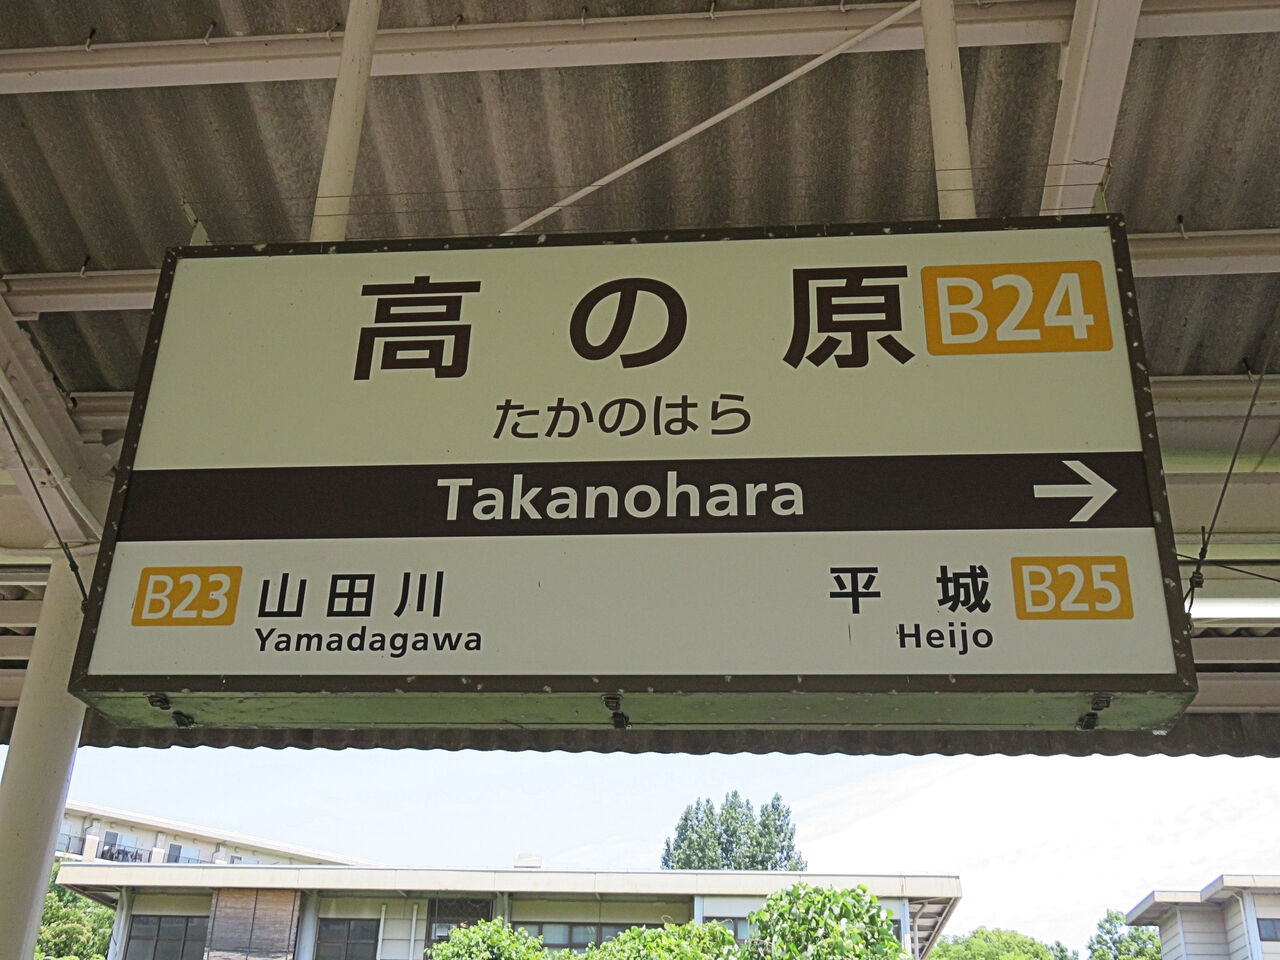 高の原 B24
たかのはら
Takanohara →
B23 山田川 平城 B25
Yamadagawa Heijo